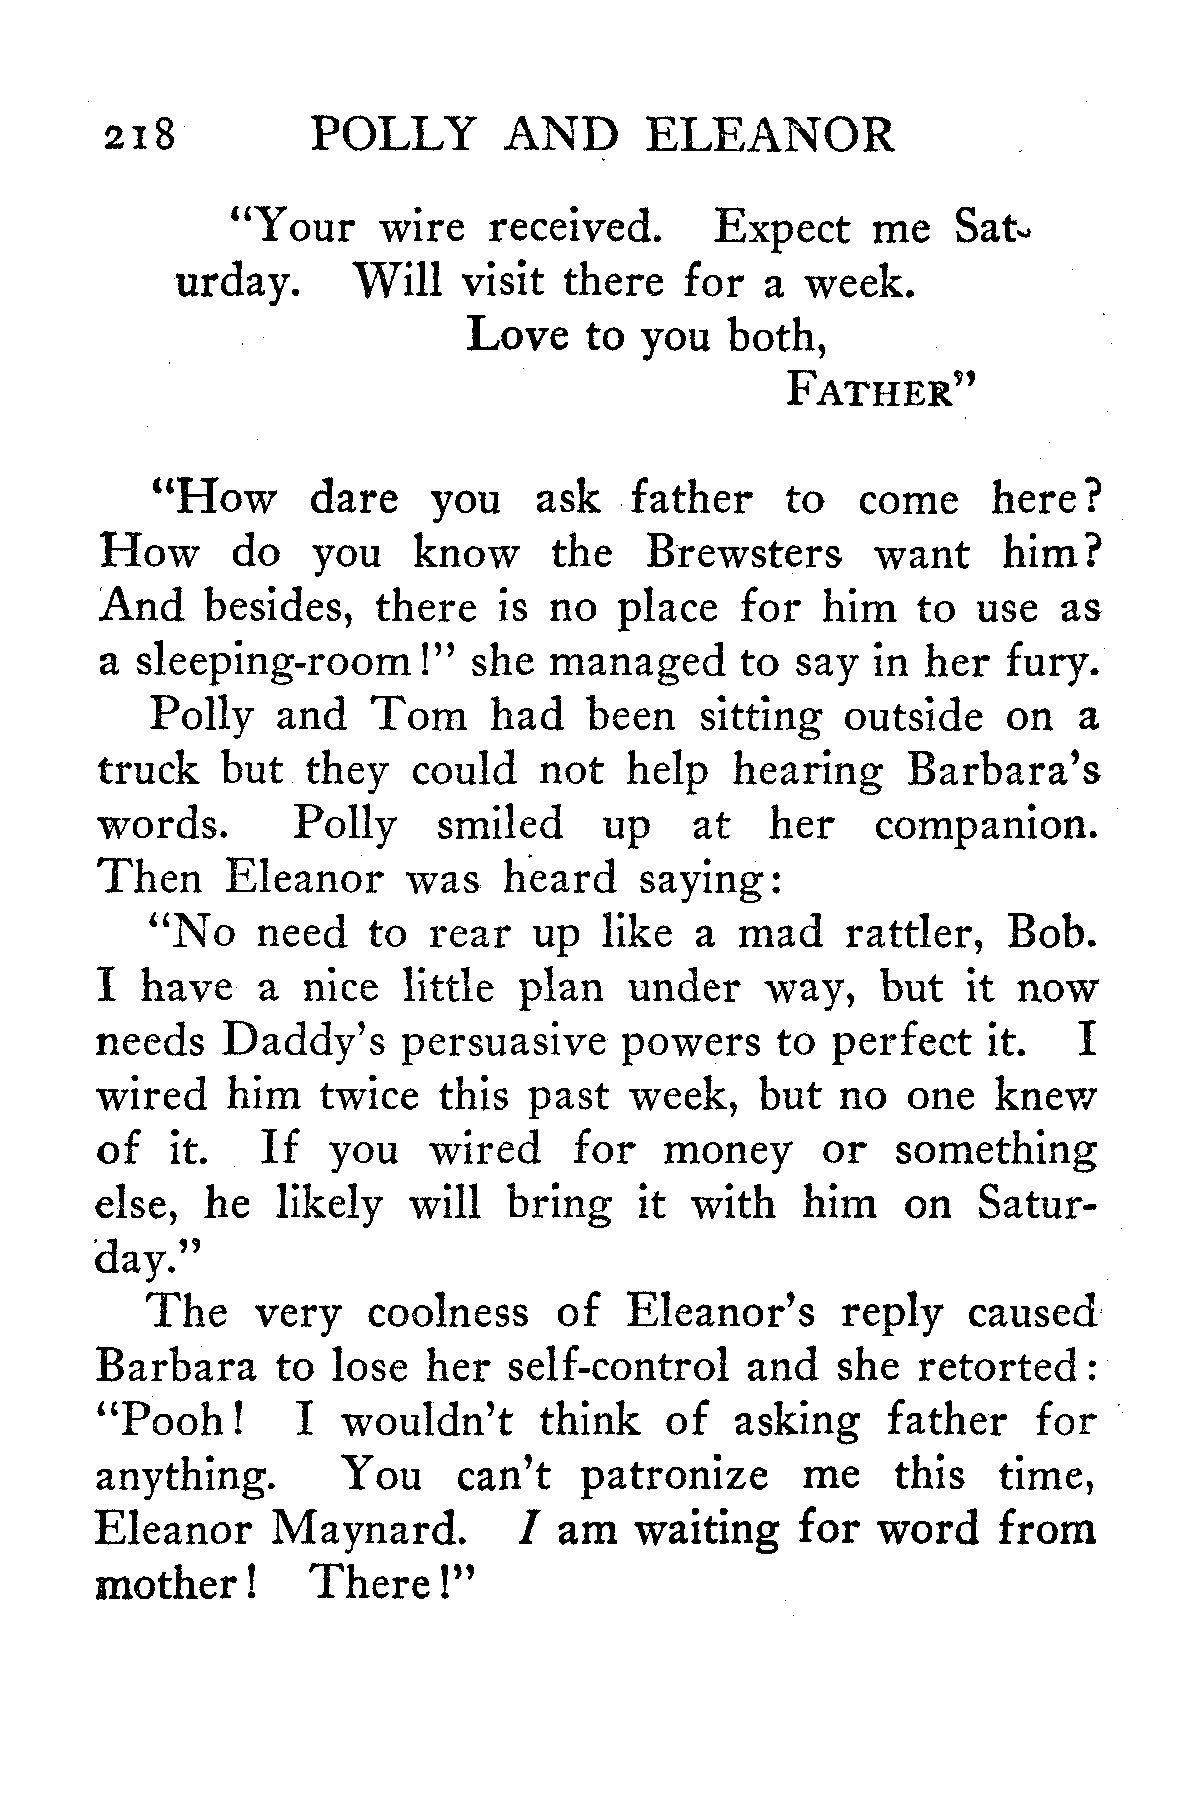 218 POLLY AND ELEANOR
“Your wire received. Expect me Sat-
urday. Will visit there for a week.
Love to you both,
FATHER”
“How dare you ask father to come here?
How do you know the Brewsters want him?
And besides, there is no place for him to use as
a sleeping-room!” she managed to say in her fury.
Polly and Tom had been sitting outside on a
truck but they could not help hearing Barbara’s
words. Polly smiled up at her companion.
Then Eleanor was heard saying:
“No need to rear up like a mad rattler, Bob.
I have a nice little plan under way, but it now
needs Daddy’s persuasive powers to perfect it. I
wired him twice this past week, but no one knew
of it. If you wired for money or something
else, he likely will bring it with him on Satur-
day.”
The very coolness of Eleanor’s reply caused
Barbara to lose her self-control and she retorted:
“Pooh! I wouldn’t think of asking father for
anything. You can’t patronize me this time,
Eleanor Maynard. I am waiting for word from
mother! There!”